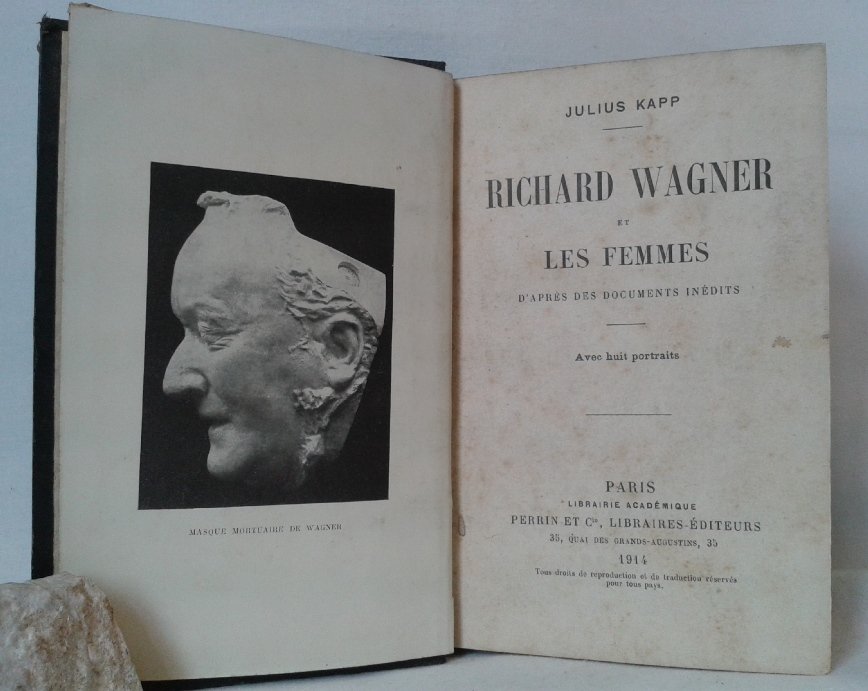 MASQUE MORTUAIRE DE WAGNER
JULIUS KAPP
RICHARD WAGNER
ET
LES FEMMES
D'APRÈS DES DOCUMENTS INÉDITS
Avec huit portraits
PARIS
LIBRAIRIE ACADÉMIQUE
PERRIN ET Cie, LIBRAIRES-ÉDITEURS
35, QUAI DES GRANDS-AUGUSTINS, 35
1914
Tous droits de reproduction et de traduction réservés
pour tous pays.